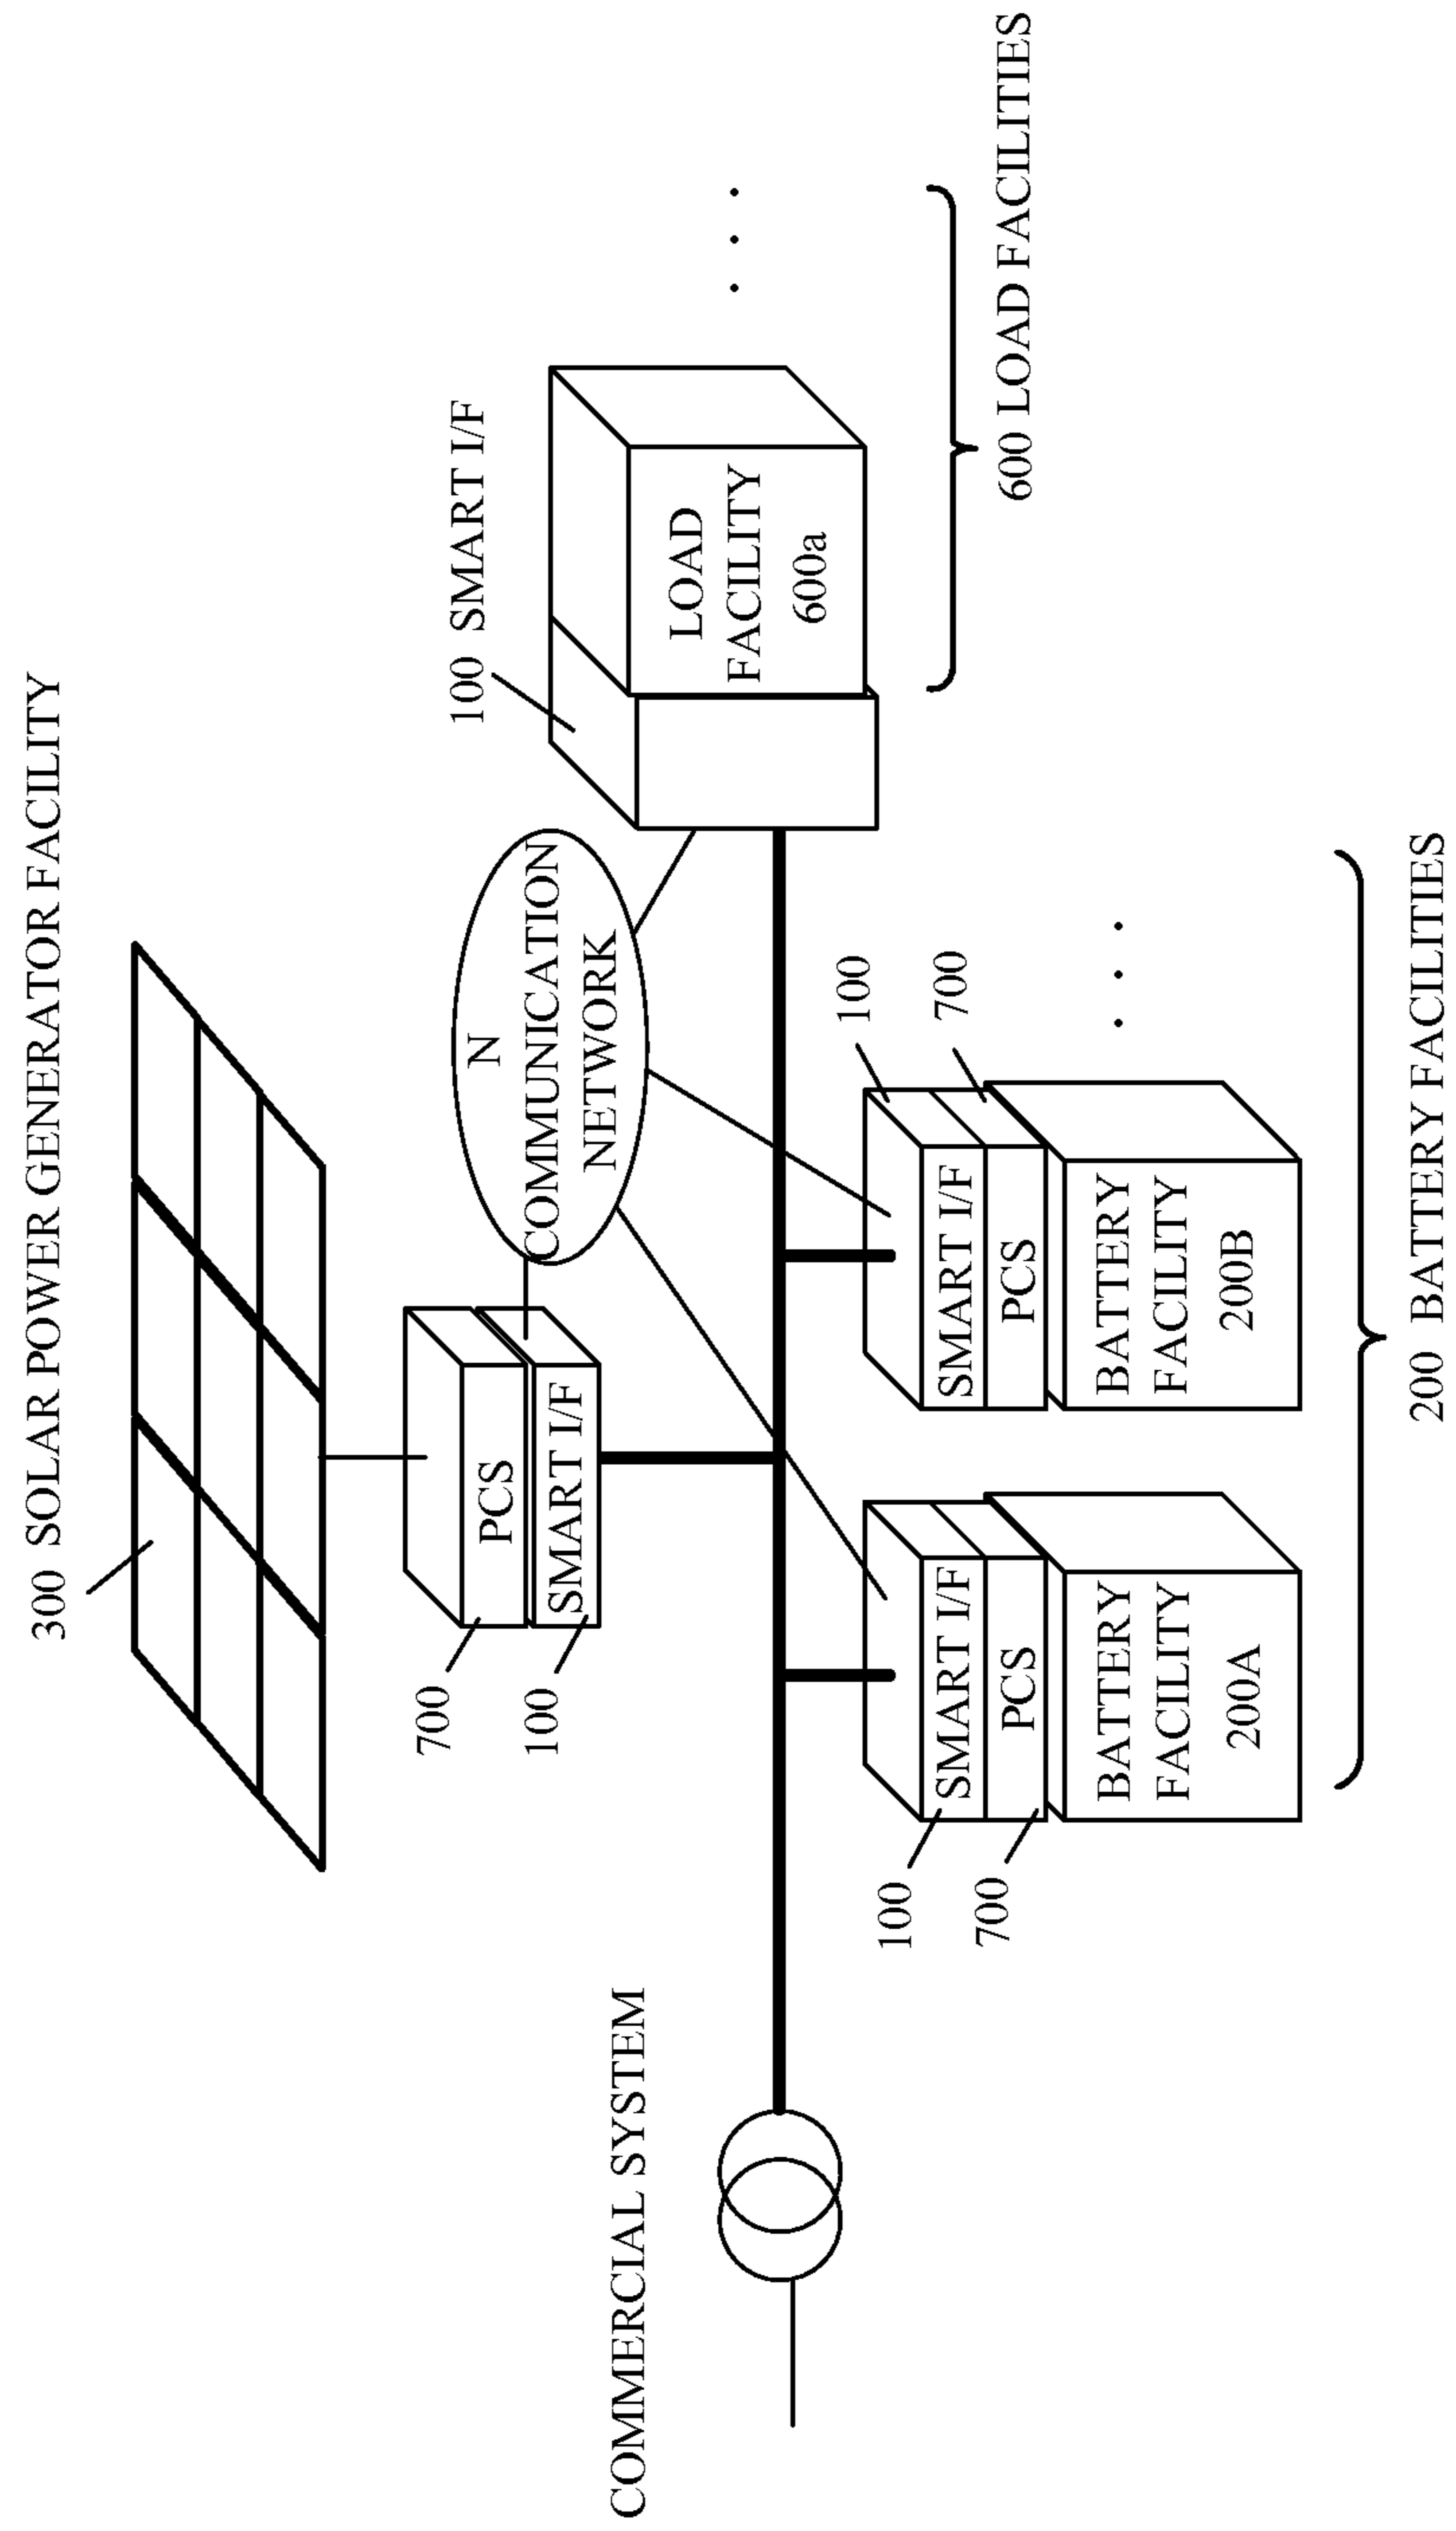 300 SOLAR POWER GENERATOR FACILITY
700
PCS
100
SMART I/F
N
COMMUNICATION
NETWORK
100 SMART I/F
LOAD
FACILITY
600a
600 LOAD FACILITIES
COMMERCIAL SYSTEM
100
SMART I/F
700
PCS
BATTERY
FACILITY
200A
100
SMART I/F
700
PCS
BATTERY
FACILITY
200B
200 BATTERY FACILITIES